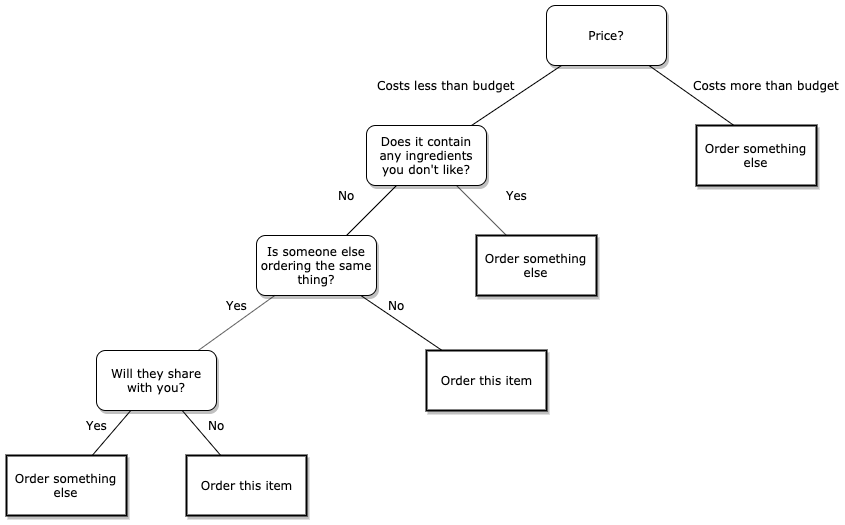 Price?
Costs less than budget
Costs more than budget
Does it contain
any ingredients
you don't like?
Order something
else
No
Yes
Is someone else
ordering the same
thing?
Order something
else
Yes
No
Will they share
with you?
Order this item
Yes
No
Order something
else
Order this item